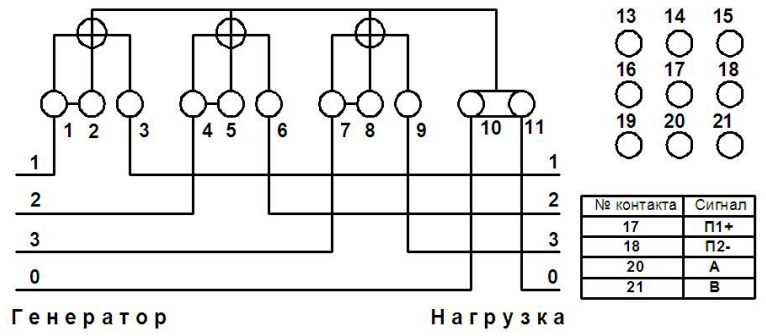 13 14 15
16 17 18
1 2 3 4 5 6 7 8 9 10 11
19 20 21
1 1
2 2
3 3
0 0
Генератор Нагрузка
№ контакта Сигнал
17 П1+
18 П2-
20 А
21 В